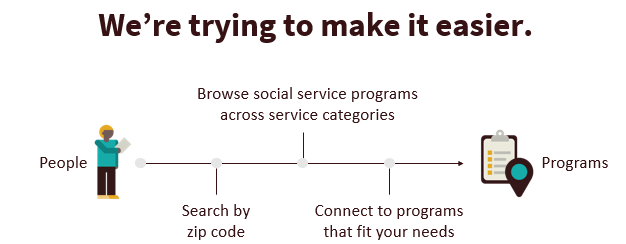 We’re trying to make it easier.
Browse social service programs
across service categories
People
Programs
Search by
zip code
Connect to programs
that fit your needs